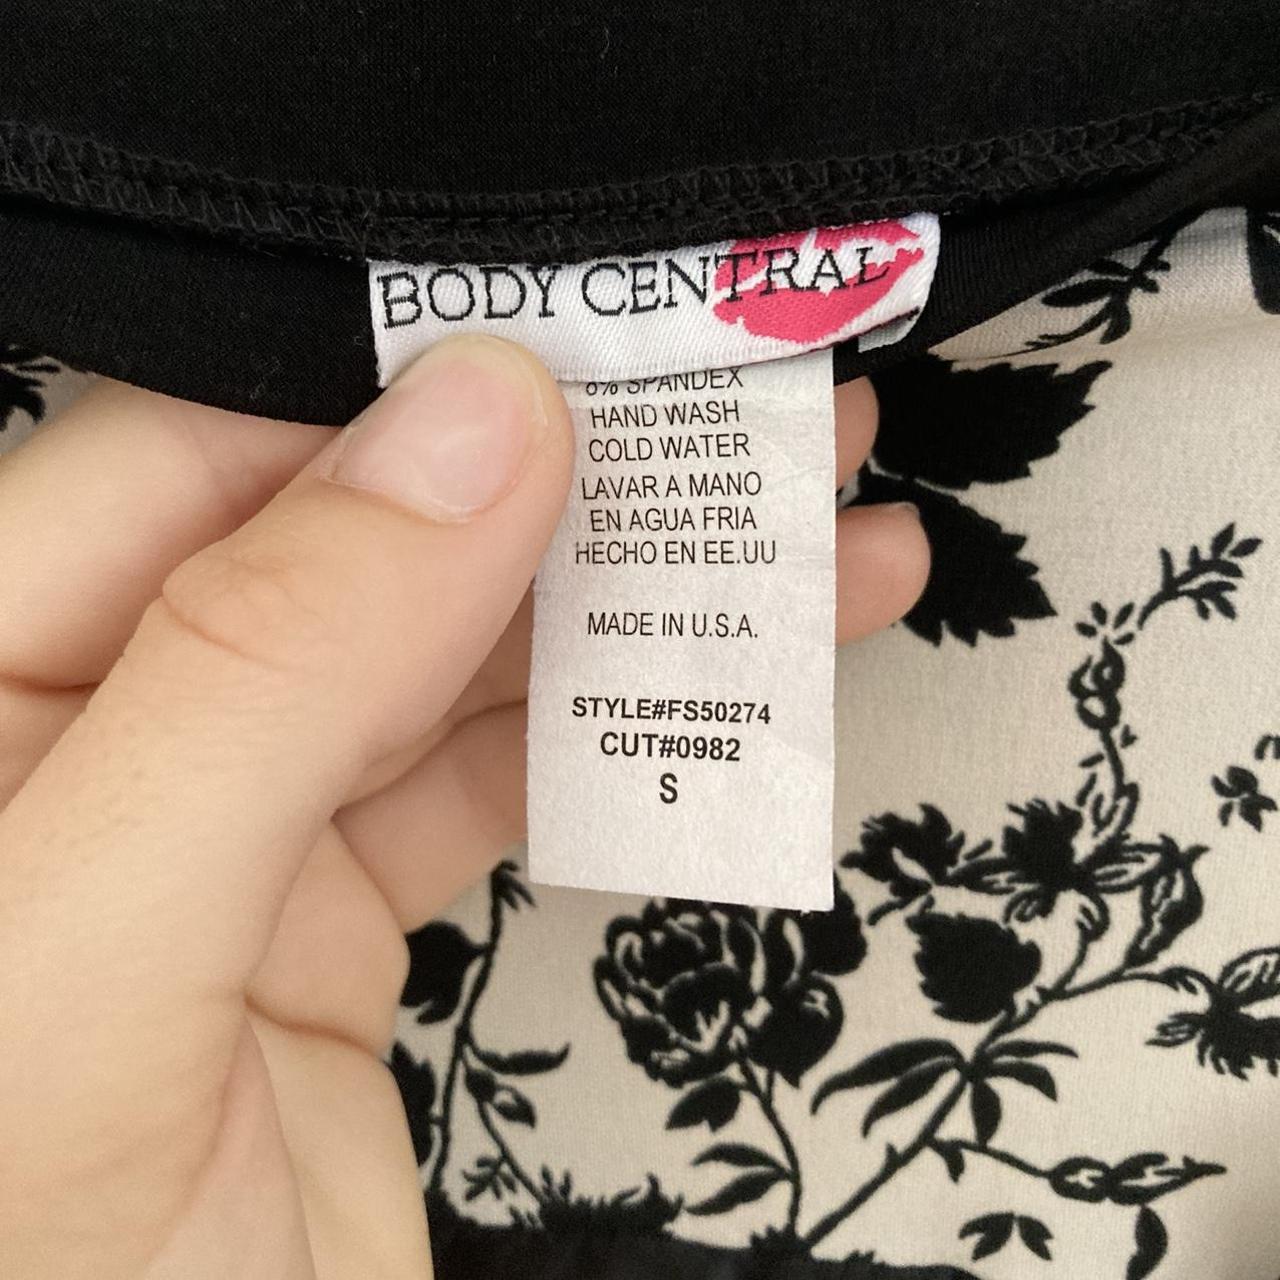 BODY CENTRAL
SPANDEX
HAND WASH
COLD WATER
LAVAR A MANO
EN AGUA FRIA
HECHO EN EE.UU
MADE IN U.S.A.
STYLE#FS50274
CUT#0982
S